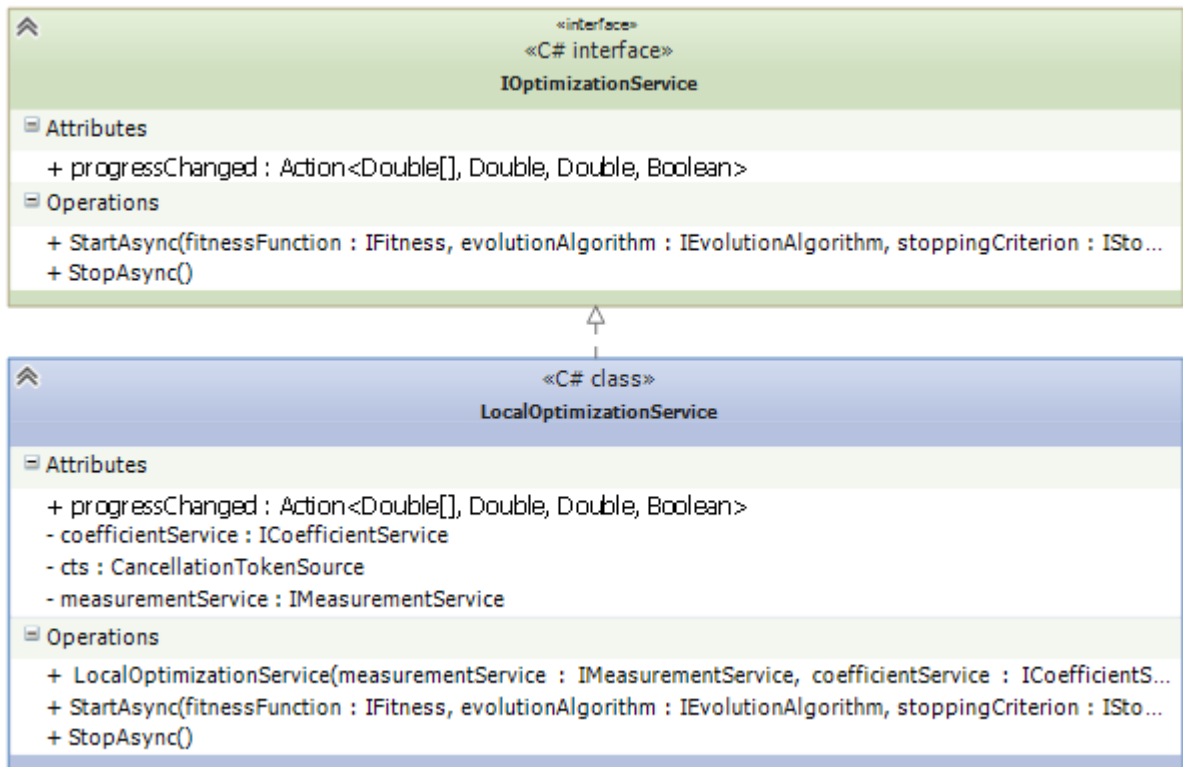 «interface»
«C# interface»
IOptimizationService
Attributes
+ progressChanged : Action<Double[], Double, Double, Boolean>
Operations
+ StartAsync(fitnessFunction : IFitness, evolutionAlgorithm : IEvolutionAlgorithm, stoppingCriterion : ISto...
+ StopAsync()
«C# class»
LocalOptimizationService
Attributes
+ progressChanged : Action<Double[], Double, Double, Boolean>
- coefficientService : ICoefficientService
- cts : CancellationTokenSource
- measurementService : IMeasurementService
Operations
+ LocalOptimizationService(measurementService : IMeasurementService, coefficientService : ICoefficientS...
+ StartAsync(fitnessFunction : IFitness, evolutionAlgorithm : IEvolutionAlgorithm, stoppingCriterion : ISto...
+ StopAsync()